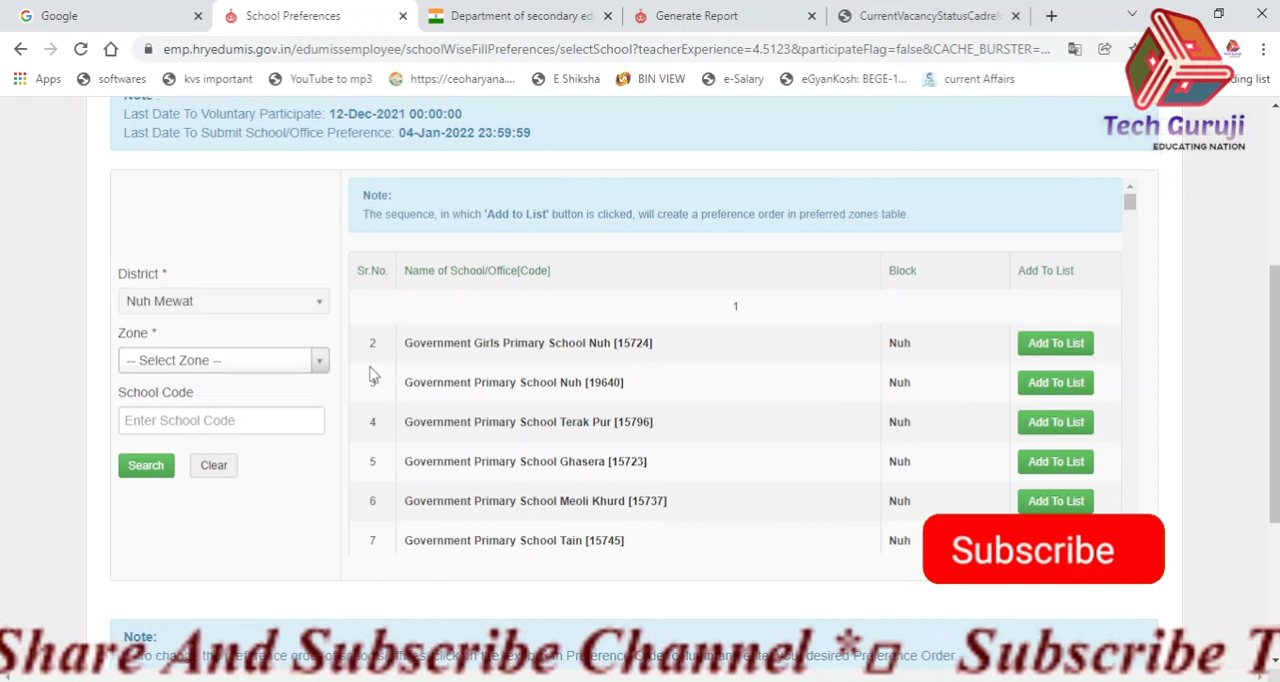 Google
School Preferences
Department of secondary ed
Generate Report
CurrentVacancyStatusCadrel
emp.hryedumis.gov.in/edumissemployee/schoolWiseFillPreferences/selectSchool?teacherExperience=4.5123&participateFlag=false&CACHE_BURSTER=...
Apps
softwares
kvs important
YouTube to mp3
https://ceoharyana....
E Shiksha
BIN VIEW
e-Salary
eGyanKosh: BEGE-1...
current Affairs
Tech Guruji
EDUCATING NATION
Note :
Last Date To Voluntary Participate: 12-Dec-2021 00:00:00
Last Date To Submit School/Office Preference: 04-Jan-2022 23:59:59
Note:
The sequence, in which 'Add to List' button is clicked, will create a preference order in preferred zones table.
District *
Nuh Mewat
Zone *
-- Select Zone --
School Code
Enter School Code
Search Clear
Sr.No. Name of School/Office[Code] Block Add To List
1
2 Government Girls Primary School Nuh [15724] Nuh Add To List
3 Government Primary School Nuh [19640] Nuh Add To List
4 Government Primary School Terak Pur [15796] Nuh Add To List
5 Government Primary School Ghasera [15723] Nuh Add To List
6 Government Primary School Meoli Khurd [15737] Nuh Add To List
7 Government Primary School Tain [15745] Nuh
Subscribe
Note:
Share And Subscribe Channel * Subscribe T